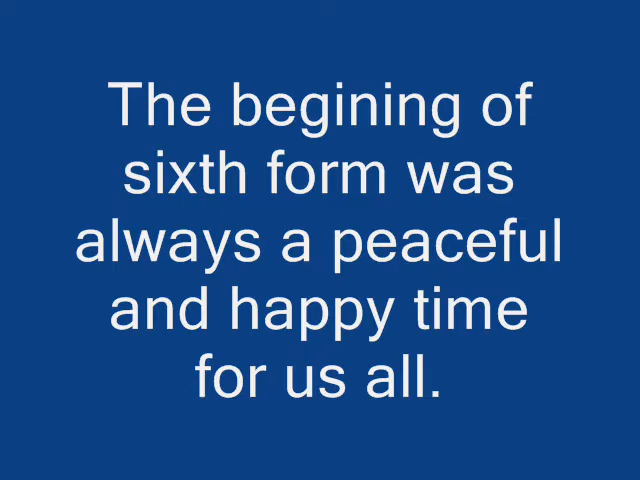 The begining of
sixth form was
always a peaceful
and happy time
for us all.